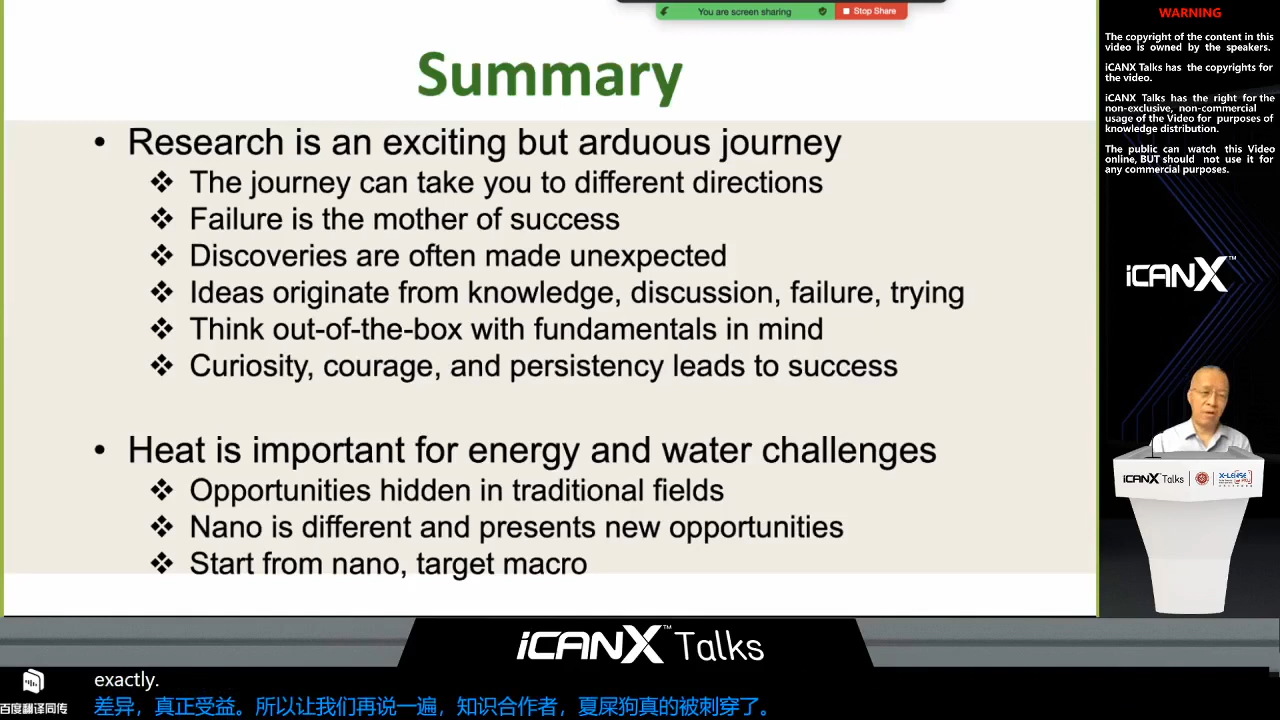 You are screen sharing
Stop Share
Summary
• Research is an exciting but arduous journey
❖ The journey can take you to different directions
❖ Failure is the mother of success
❖ Discoveries are often made unexpected
❖ Ideas originate from knowledge, discussion, failure, trying
❖ Think out-of-the-box with fundamentals in mind
❖ Curiosity, courage, and persistency leads to success
• Heat is important for energy and water challenges
❖ Opportunities hidden in traditional fields
❖ Nano is different and presents new opportunities
❖ Start from nano, target macro
WARNING
The copyright of the content in this
video is owned by the speakers.
iCANX Talks has the copyrights for
the video.
iCANX Talks has the right for the
non-exclusive, non-commercial
usage of the Video for purposes of
knowledge distribution.
The public can watch this Video
online, BUT should not use it for
any commercial purposes.
iCANX™
iCANX Talks
X-LENSE
iCANX™ Talks
exactly.
百度翻译同传
差异，真正受益。所以让我们再说一遍，知识合作者，夏屎狗真的被刺穿了。